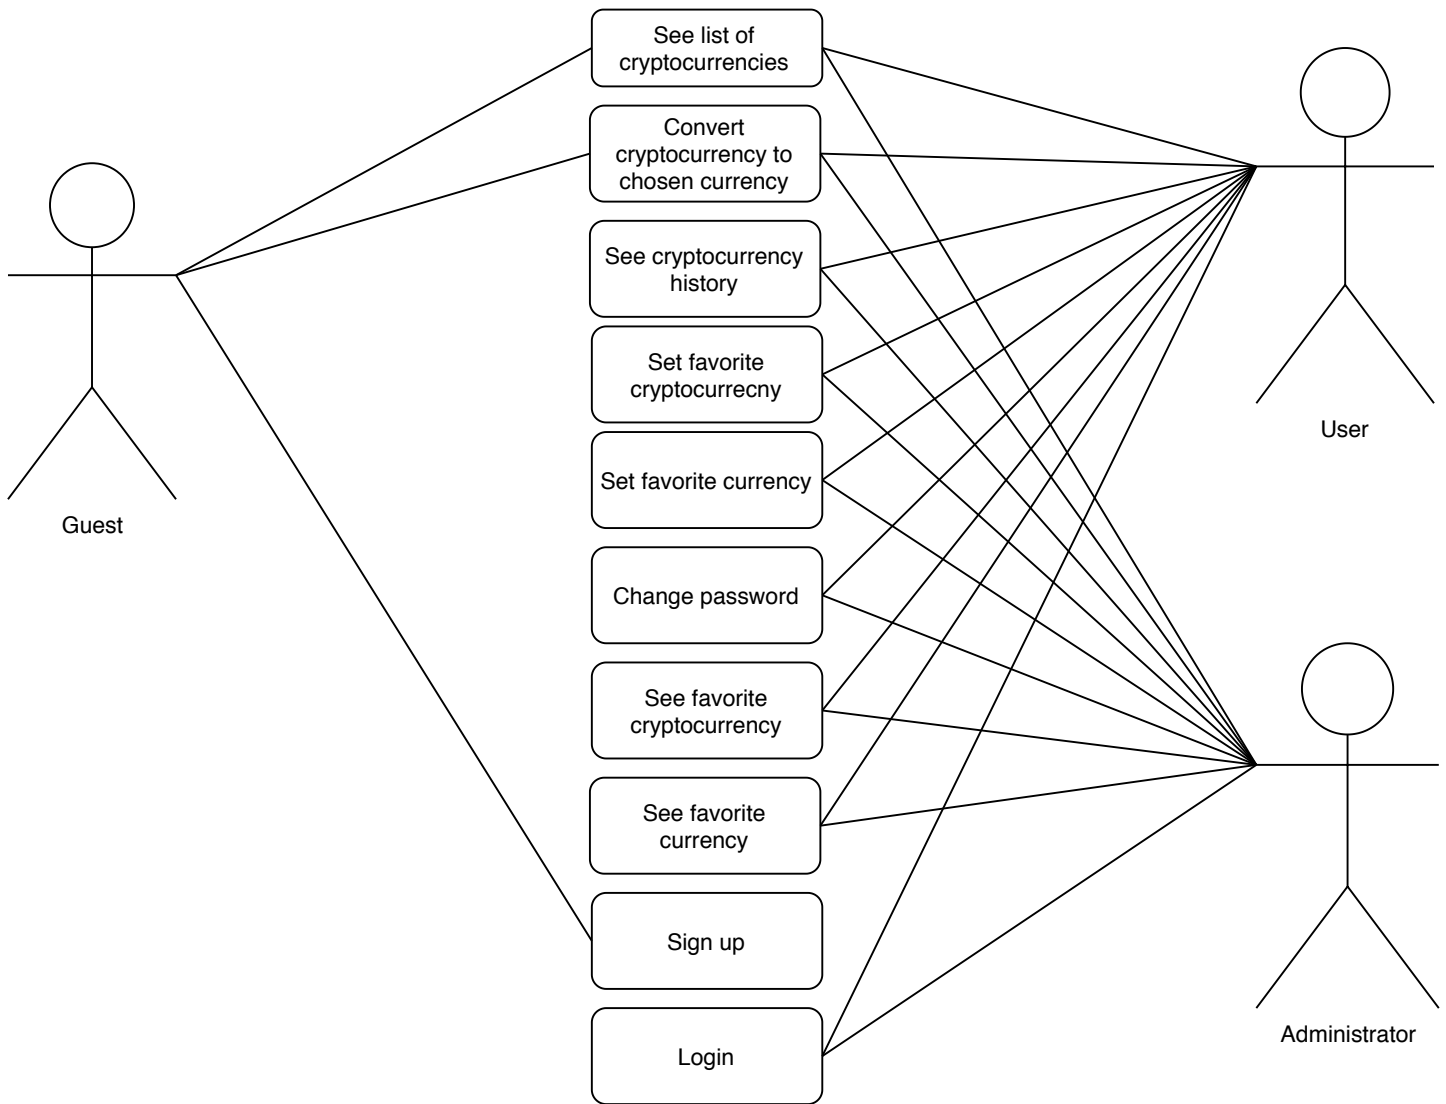 See list of
cryptocurrencies
Convert
cryptocurrency to
chosen currency
See cryptocurrency
history
Set favorite
cryptocurrecny
Set favorite currency
Change password
See favorite
cryptocurrency
See favorite
currency
Sign up
Login
Guest
User
Administrator